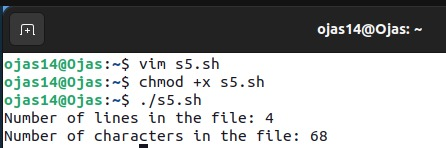 ojas14@Ojas: ~
ojas14@Ojas:~$ vim s5.sh
ojas14@Ojas:~$ chmod +x s5.sh
ojas14@Ojas:~$ ./s5.sh
Number of lines in the file: 4
Number of characters in the file: 68